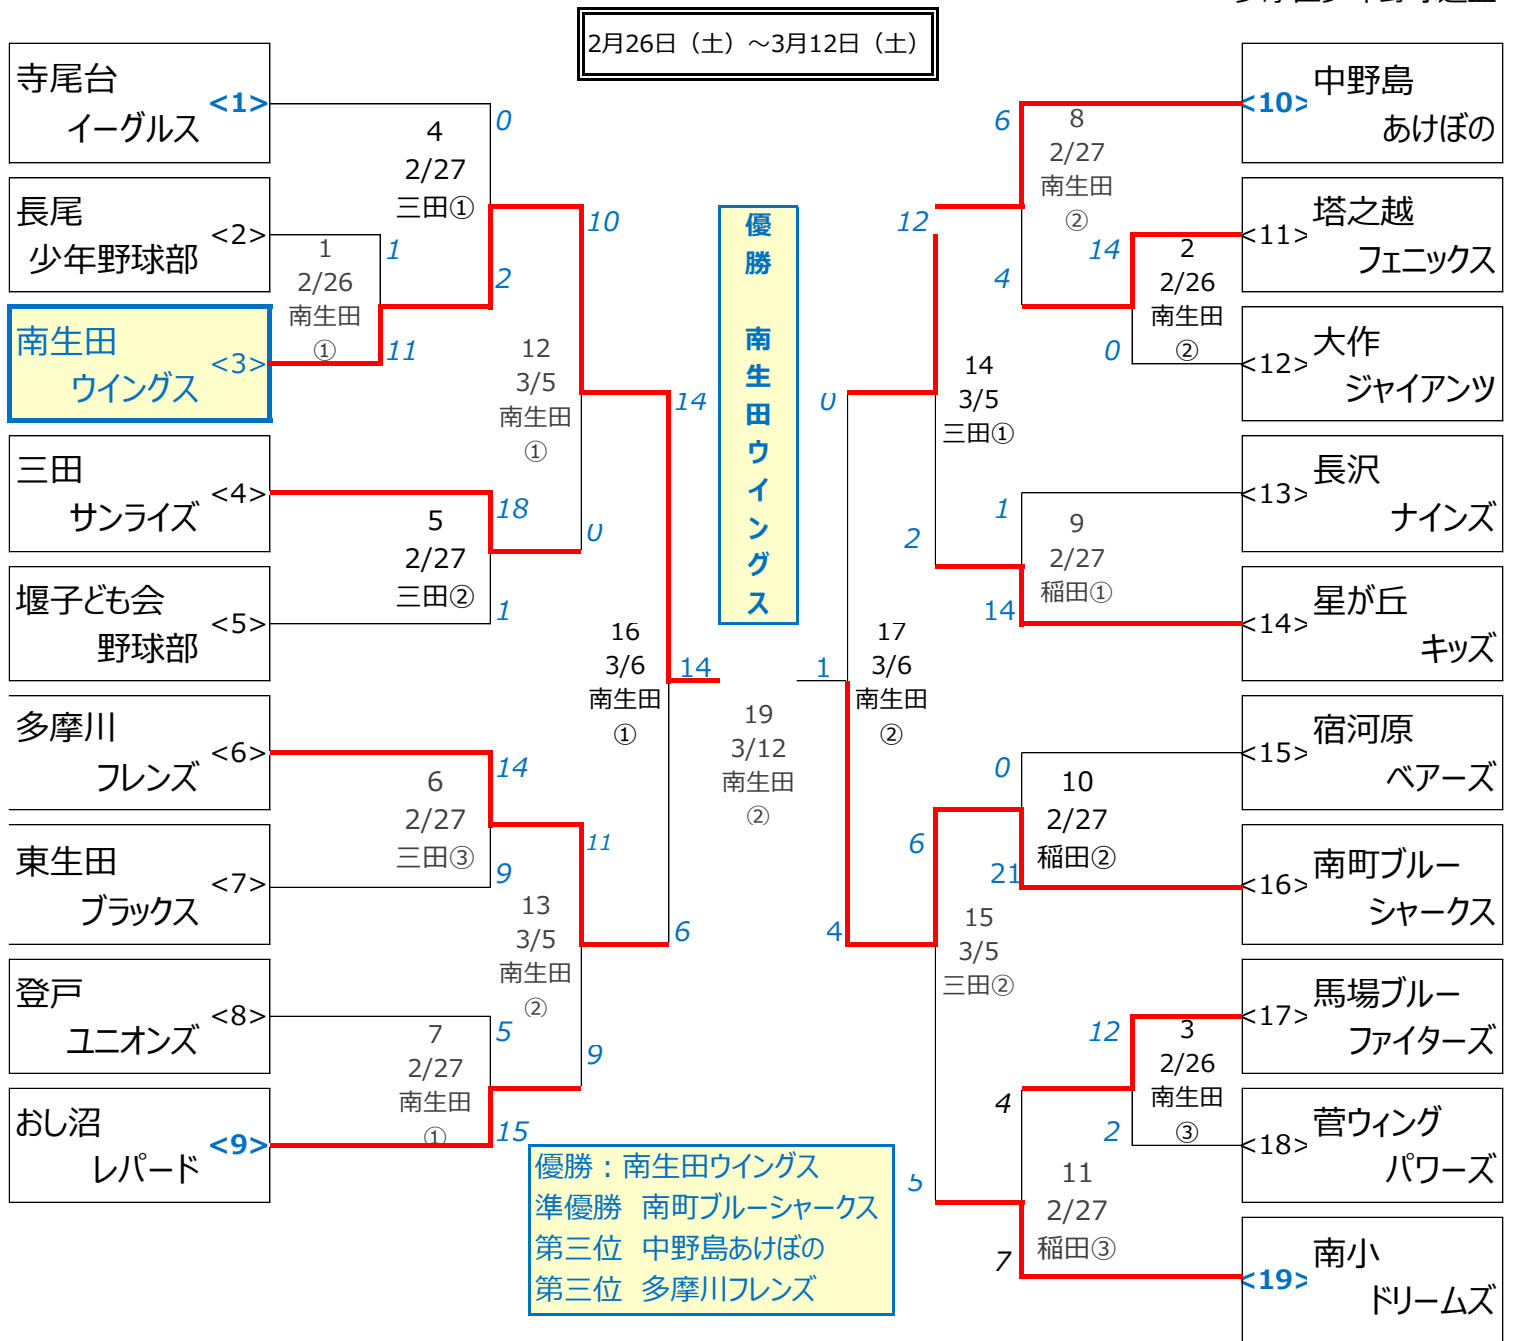 2月26日（土）～3月12日（土）
寺尾台
イーグルス
<1>
長尾
少年野球部
<2>
南生田
ウイングス
<3>
三田
サンライズ
<4>
堰子ども会
野球部
<5>
多摩川
フレンズ
<6>
東生田
ブラックス
<7>
登戸
ユニオンズ
<8>
おし沼
レパード
<9>
1
2/26
南生田
①
1
11
4
2/27
三田①
0
2
5
2/27
三田②
18
1
6
2/27
三田③
14
9
7
2/27
南生田
①
5
15
12
3/5
南生田
①
10
0
13
3/5
南生田
②
11
9
16
3/6
南生田
①
14
6
優勝　南生田ウイングス
14
1
19
3/12
南生田
②
17
3/6
南生田
②
0
4
14
3/5
三田①
12
2
15
3/5
三田②
6
5
8
2/27
南生田
②
6
4
9
2/27
稲田①
1
14
10
2/27
稲田②
0
21
11
2/27
稲田③
4
7
2
2/26
南生田
②
14
0
3
2/26
南生田
③
12
2
<10>
中野島
あけぼの
<11>
塔之越
フェニックス
<12>
大作
ジャイアンツ
<13>
長沢
ナインズ
<14>
星が丘
キッズ
<15>
宿河原
ベアーズ
<16>
南町ブルー
シャークス
<17>
馬場ブルー
ファイターズ
<18>
菅ウィング
パワーズ
<19>
南小
ドリームズ
優勝：南生田ウイングス
準優勝　南町ブルーシャークス
第三位　中野島あけぼの
第三位　多摩川フレンズ